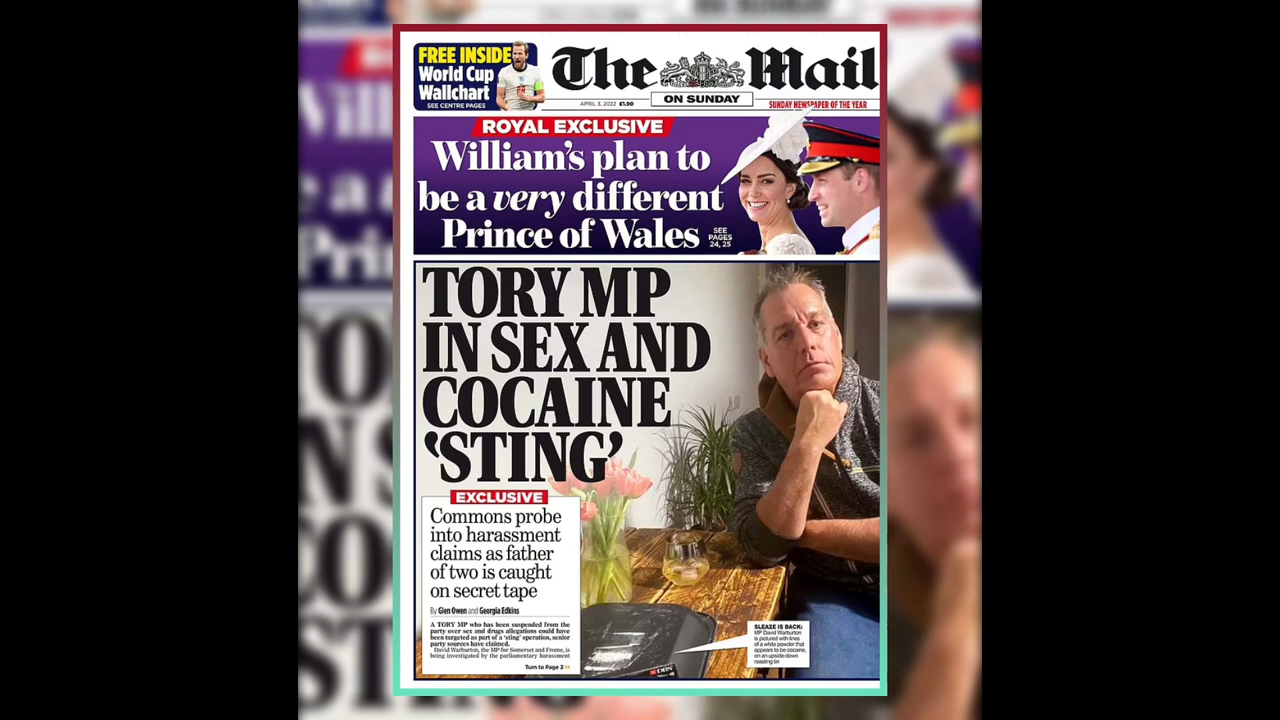 FREE INSIDE
World Cup
Wallchart
SEE CENTRE PAGES
The Mail
ON SUNDAY
APRIL 3, 2022 £1.90
SUNDAY NEWSPAPER OF THE YEAR
ROYAL EXCLUSIVE
William's plan to
be a very different
Prince of Wales
SEE
PAGES
24, 25
TORY MP
IN SEX AND
COCAINE
‘STING’
EXCLUSIVE
Commons probe
into harassment
claims as father
of two is caught
on secret tape
By Glen Owen and Georgia Edkins
A TORY MP who has been suspended from the
party over sex and drugs allegations could have
been targeted as part of a ‘sting’ operation, senior
party sources have claimed.
David Warburton, the MP for Somerset and Frome, is
being investigated by the parliamentary harassment
Turn to Page 2 >>
SLEAZE IS BACK:
MP David Warburton
is pictured with lines
of a white powder that
appears to be cocaine,
on an upside-down
roasting tin